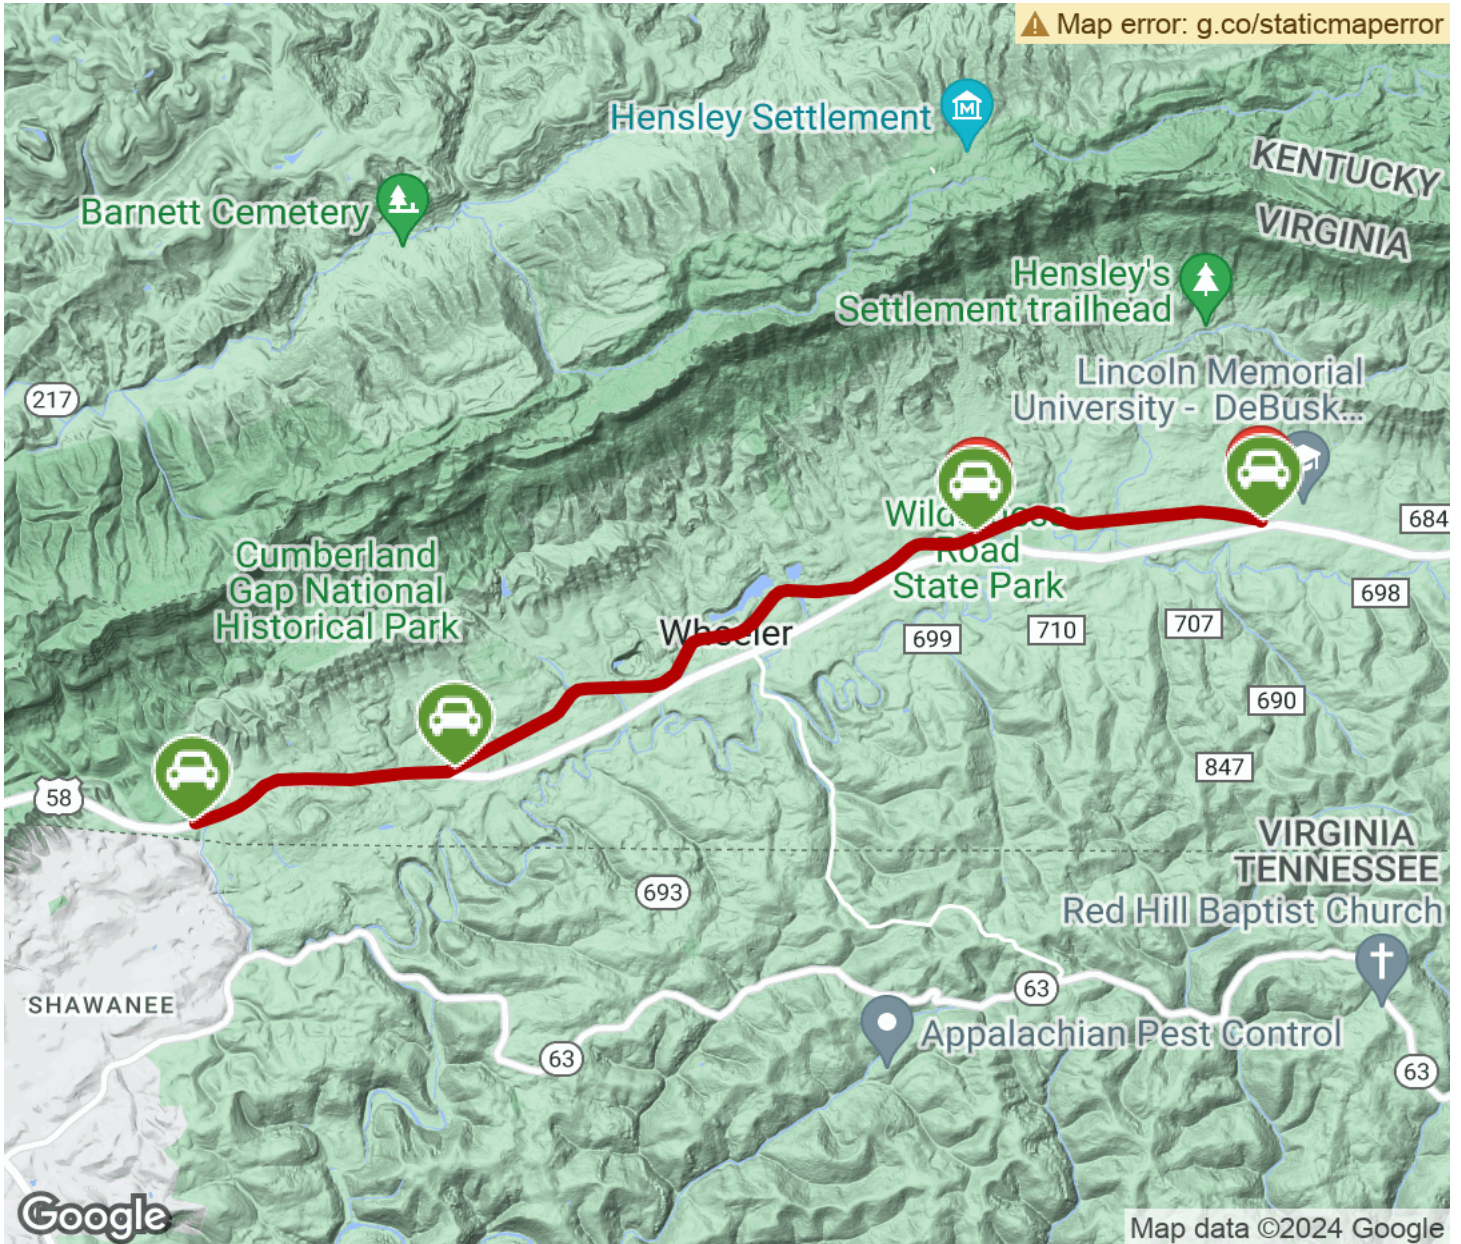 Map error: g.co/staticmaperror
Hensley Settlement
KENTUCKY
Barnett Cemetery
VIRGINIA
Hensley's
Settlement trailhead
Lincoln Memorial
University - DeBusk...
217
684
Road
State Park
Cumberland
Gap National
Historical Park
698
707
710
699
Wheeler
690
847
58
VIRGINIA
TENNESSEE
693
Red Hill Baptist Church
SHAWANEE
63
Appalachian Pest Control
63
63
Google
Map data ©2024 Google